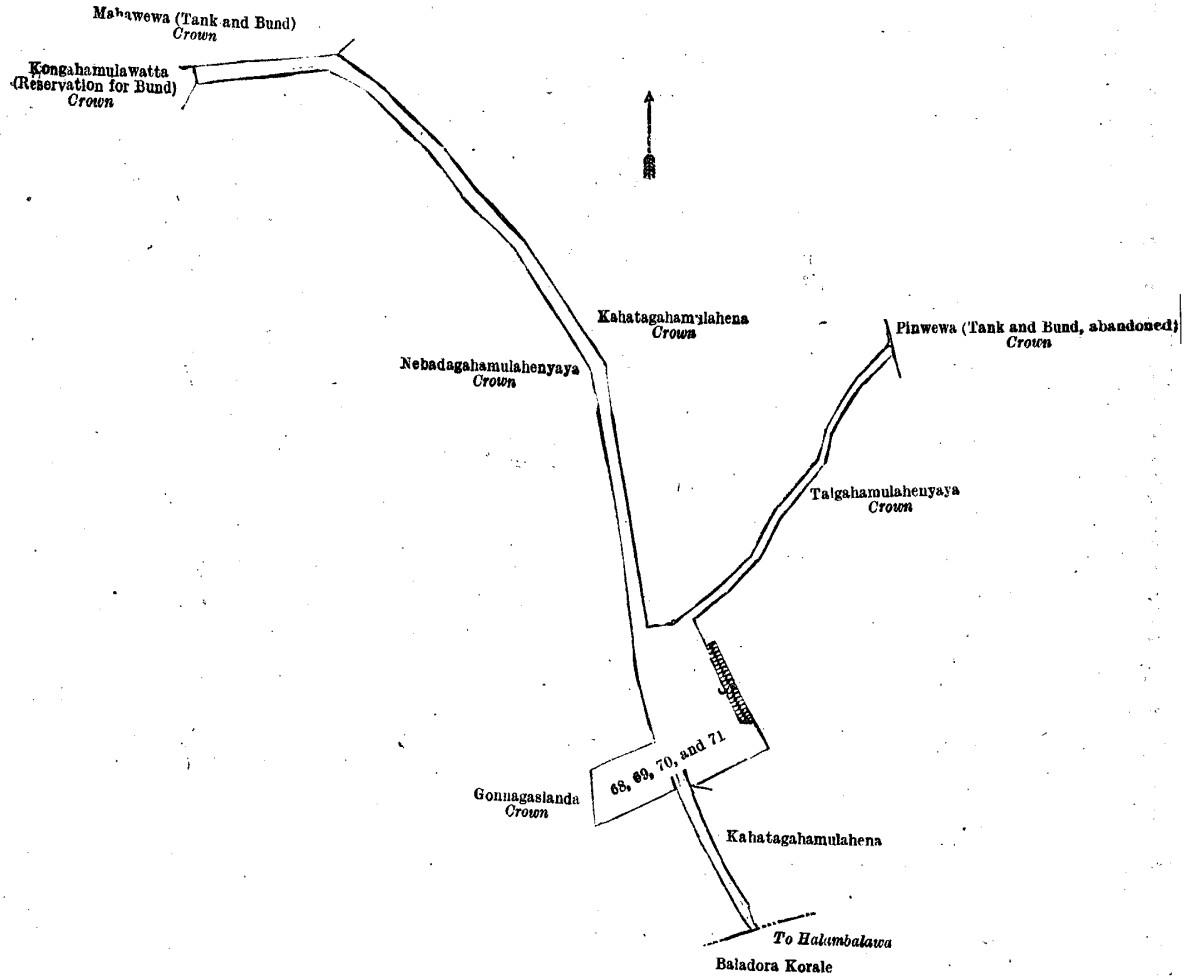 Mahawewa (Tank and Bund)
Crown
Kongahamulawatta
(Reservation for Bund)
Crown
Kahatagahamulahena
Crown
Pinwewa (Tank and Bund, abandoned)
Crown
Nebadagahamulahenyaya
Crown
Talgahamulahenyaya
Crown
68, 69, 70, and 71
Gonnagaslanda
Crown
Kahatagahamulahena
To Halambalawa
Baladora Korale